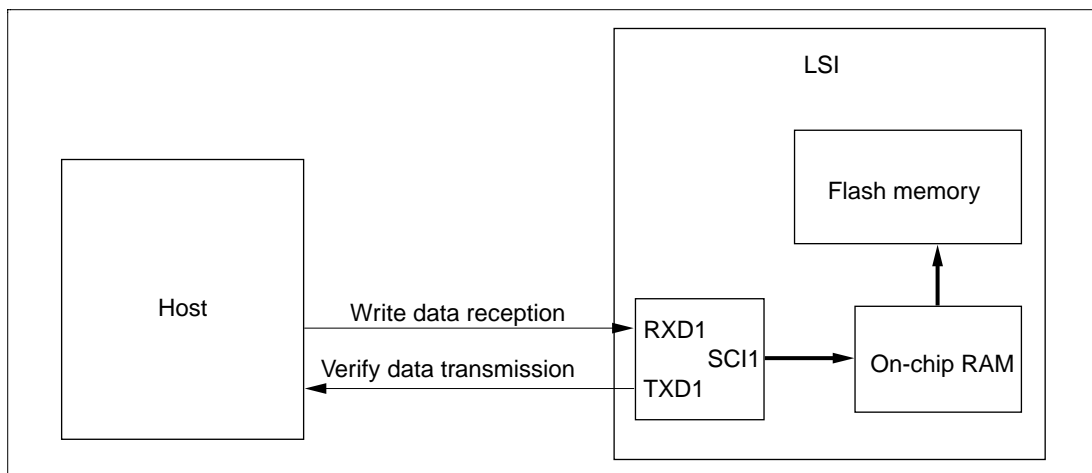 LSI
Flash memory
Host
Write data reception
RXD1
SCI1
On-chip RAM
Verify data transmission
TXD1